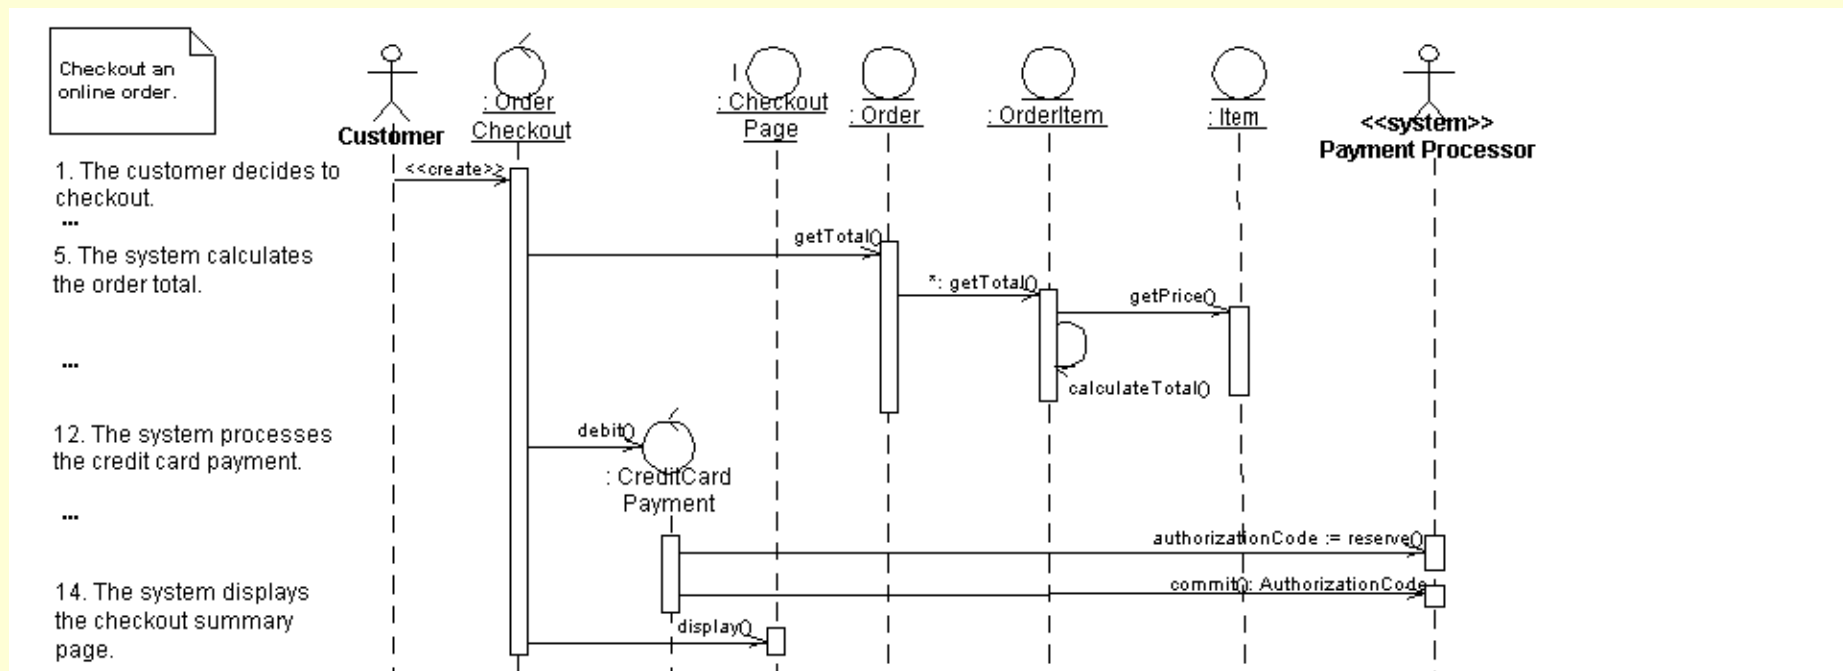 Checkout an
online order.
Customer
: Order
Checkout
: Checkout
Page
: Order
: OrderItem
: Item
<<system>>
Payment Processor
1. The customer decides to
checkout.
...
<<create>>
5. The system calculates
the order total.
getTotal()
*: getTotal()
getPrice()
calculateTotal()
...
12. The system processes
the credit card payment.
debit()
: CreditCard
Payment
...
authorizationCode := reserve()
commit(): AuthorizationCode
14. The system displays
the checkout summary
page.
display()